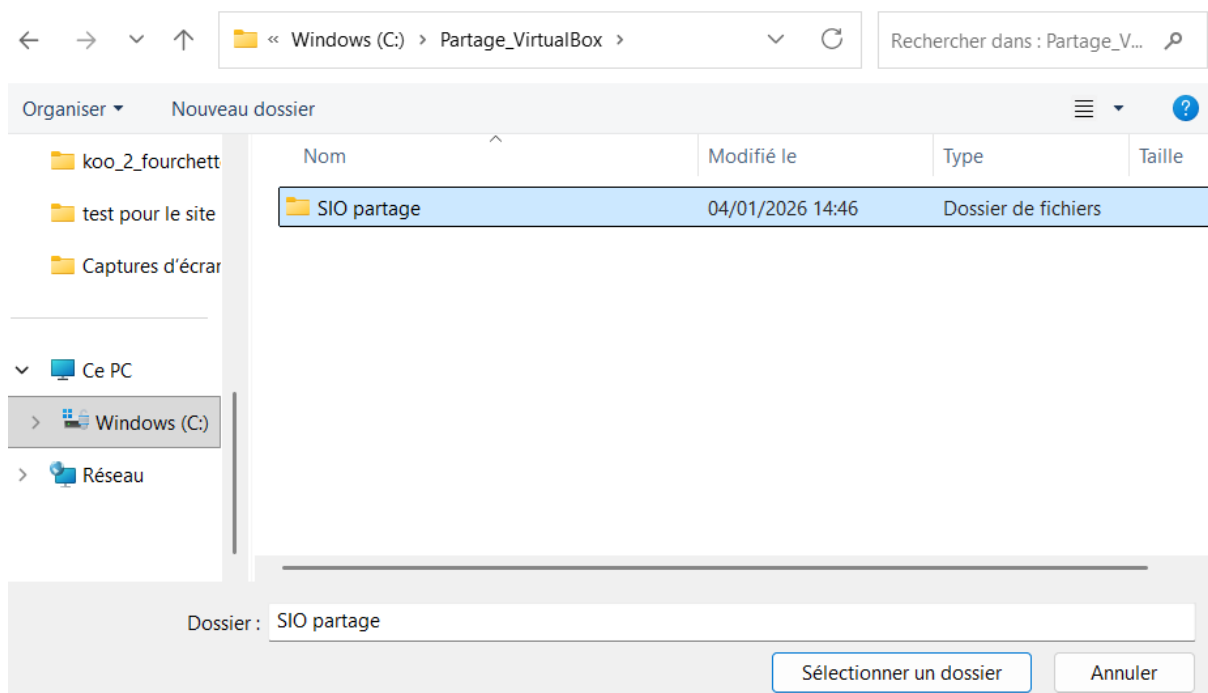 « Windows (C:) > Partage_VirtualBox >
Rechercher dans : Partage_V...
Organiser
Nouveau dossier
?
Nom
Modifié le
Type
Taille
koo_2_fourchett
test pour le site
Captures d'écrar
SIO partage
04/01/2026 14:46
Dossier de fichiers
Ce PC
Windows (C:)
Réseau
Dossier : SIO partage
Sélectionner un dossier
Annuler